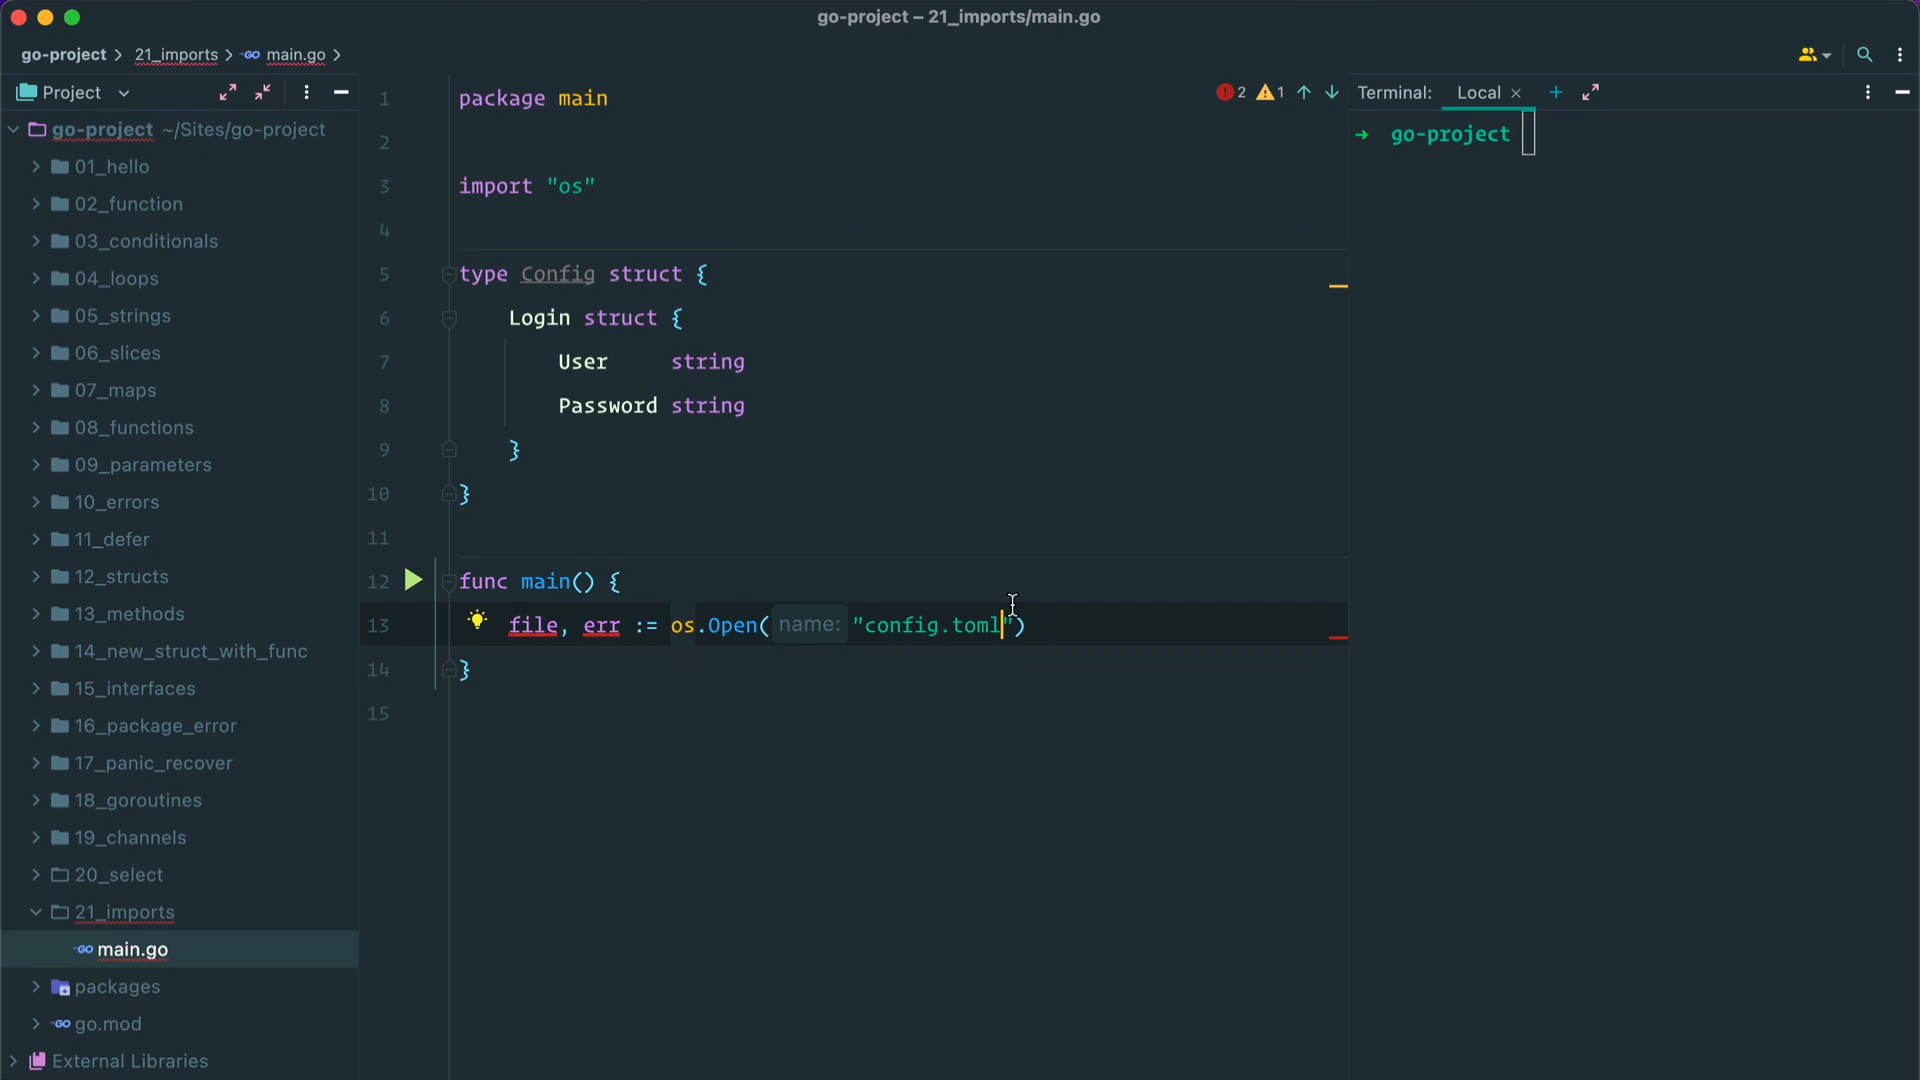 go-project – 21_imports/main.go
go-project > 21_imports > GO main.go >
Project
go-project ~/Sites/go-project
01_hello
02_function
03_conditionals
04_loops
05_strings
06_slices
07_maps
08_functions
09_parameters
10_errors
11_defer
12_structs
13_methods
14_new_struct_with_func
15_interfaces
16_package_error
17_panic_recover
18_goroutines
19_channels
20_select
21_imports
GO main.go
packages
GO go.mod
External Libraries
2 1
1 package main
2
3 import "os"
4
5 type Config struct {
6 Login struct {
7 User string
8 Password string
9 }
10 }
11
12 func main() {
13 file, err := os.Open( name: "config.toml")
14 }
15
Terminal: Local × +
→ go-project